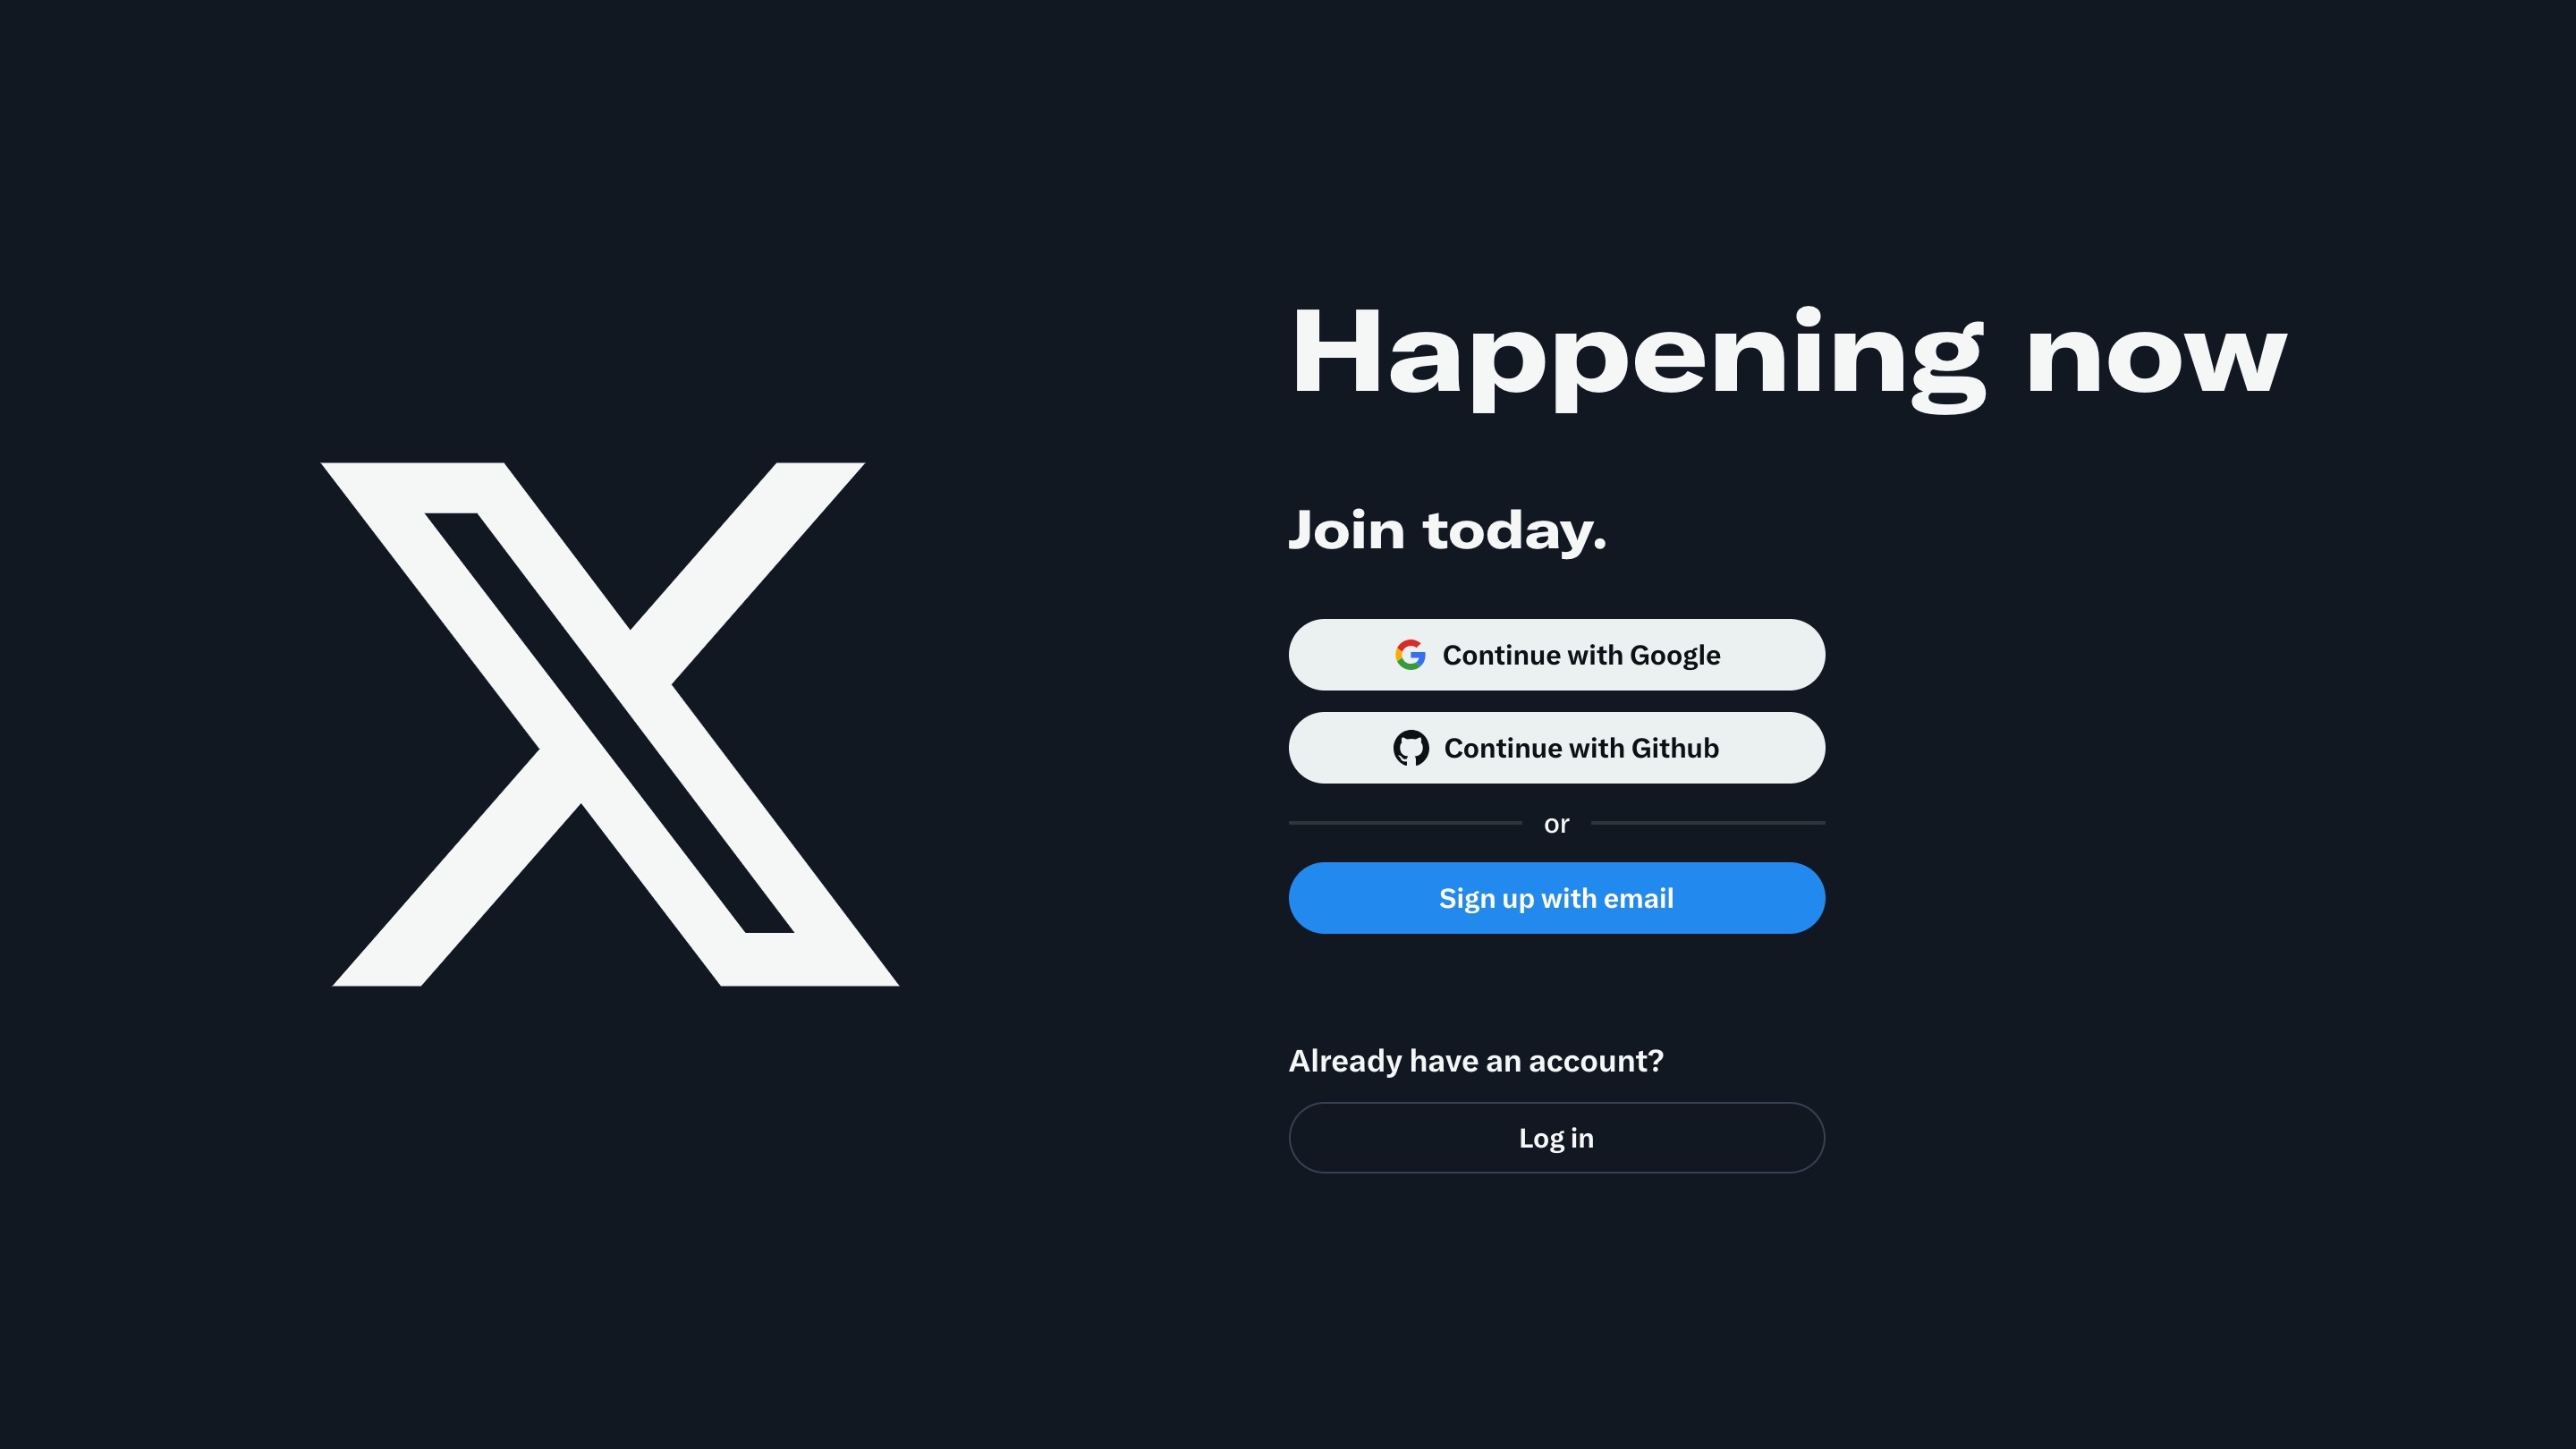 Happening now
Join today.
Continue with Google
Continue with Github
or
Sign up with email
Already have an account?
Log in